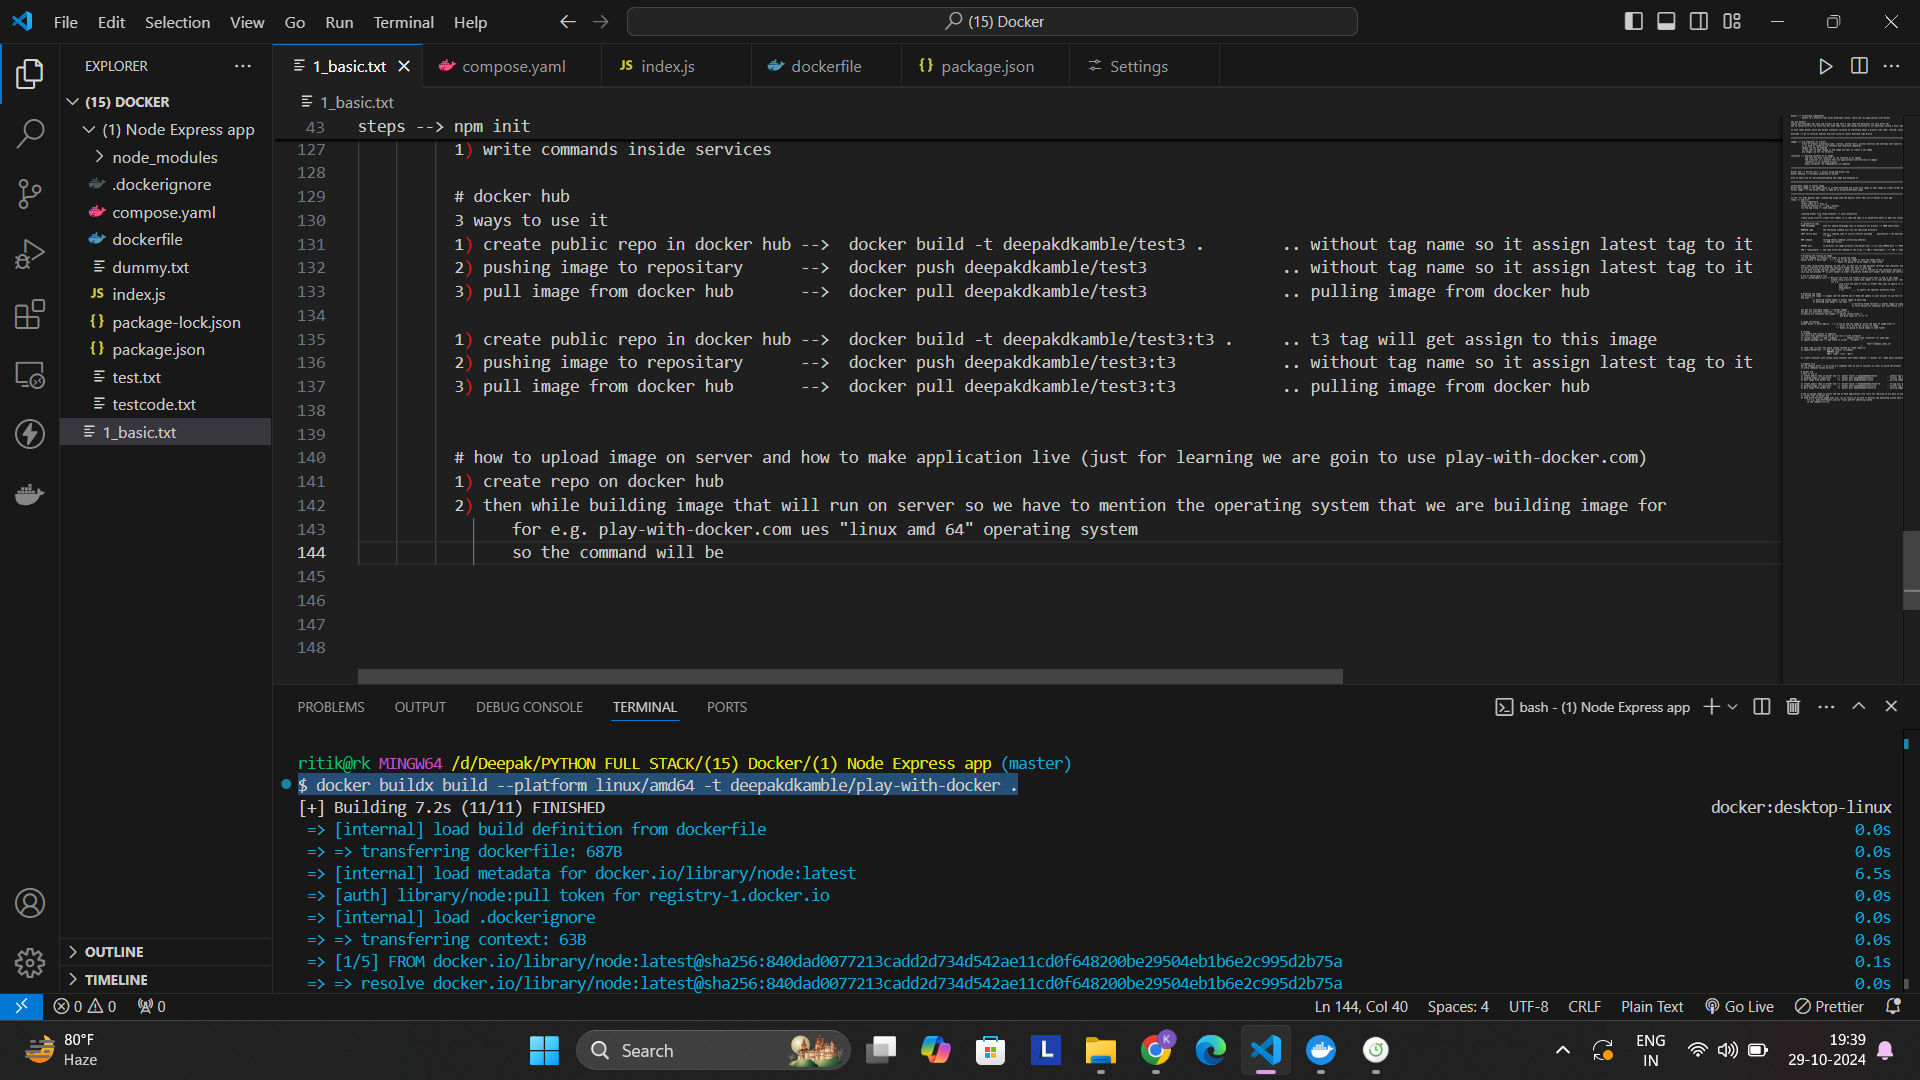 File Edit Selection View Go Run Terminal Help
(15) Docker
EXPLORER
(15) DOCKER
(1) Node Express app
node_modules
.dockerignore
compose.yaml
dockerfile
dummy.txt
JS index.js
{} package-lock.json
{} package.json
test.txt
testcode.txt
1_basic.txt
OUTLINE
TIMELINE
1_basic.txt compose.yaml JS index.js dockerfile {} package.json Settings
1_basic.txt
43 steps --> npm init
127 1) write commands inside services
128
129 # docker hub
130 3 ways to use it
131 1) create public repo in docker hub --> docker build -t deepakdkamble/test3 . .. without tag name so it assign latest tag to it
132 2) pushing image to repositary --> docker push deepakdkamble/test3 .. without tag name so it assign latest tag to it
133 3) pull image from docker hub --> docker pull deepakdkamble/test3 .. pulling image from docker hub
134
135 1) create public repo in docker hub --> docker build -t deepakdkamble/test3:t3 . .. t3 tag will get assign to this image
136 2) pushing image to repositary --> docker push deepakdkamble/test3:t3 .. without tag name so it assign latest tag to it
137 3) pull image from docker hub --> docker pull deepakdkamble/test3:t3 .. pulling image from docker hub
138
139
140 # how to upload image on server and how to make application live (just for learning we are goin to use play-with-docker.com)
141 1) create repo on docker hub
142 2) then while building image that will run on server so we have to mention the operating system that we are building image for
143 for e.g. play-with-docker.com ues "linux amd 64" operating system
144 so the command will be
145
146
147
148
PROBLEMS OUTPUT DEBUG CONSOLE TERMINAL PORTS
bash - (1) Node Express app
ritik@rk MINGW64 /d/Deepak/PYTHON FULL STACK/(15) Docker/(1) Node Express app (master)
$ docker buildx build --platform linux/amd64 -t deepakdkamble/play-with-docker .
[+] Building 7.2s (11/11) FINISHED docker:desktop-linux
=> [internal] load build definition from dockerfile 0.0s
=> => transferring dockerfile: 687B 0.0s
=> [internal] load metadata for docker.io/library/node:latest 6.5s
=> [auth] library/node:pull token for registry-1.docker.io 0.0s
=> [internal] load .dockerignore 0.0s
=> => transferring context: 63B 0.0s
=> [1/5] FROM docker.io/library/node:latest@sha256:840dad0077213cadd2d734d542ae11cd0f648200be29504eb1b6e2c995d2b75a 0.1s
=> => resolve docker.io/library/node:latest@sha256:840dad0077213cadd2d734d542ae11cd0f648200be29504eb1b6e2c995d2b75a 0.0s
0 0 0 Ln 144, Col 40 Spaces: 4 UTF-8 CRLF Plain Text Go Live Prettier
80°F
Haze
Search
L
K
ENG
IN
19:39
29-10-2024